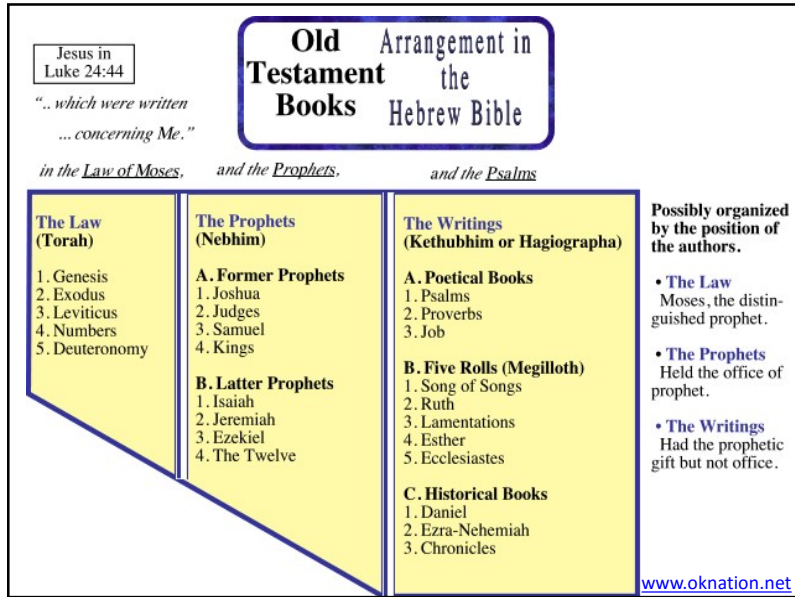 Jesus in
Luke 24:44
Old
Testament
Books
Arrangement in
the
Hebrew Bible
“.. which were written
... concerning Me.”
in the Law of Moses,
and the Prophets,
and the Psalms
The Law
(Torah)
1. Genesis
2. Exodus
3. Leviticus
4. Numbers
5. Deuteronomy
The Prophets
(Nebhim)
A. Former Prophets
1. Joshua
2. Judges
3. Samuel
4. Kings
B. Latter Prophets
1. Isaiah
2. Jeremiah
3. Ezekiel
4. The Twelve
The Writings
(Kethubhim or Hagiographa)
A. Poetical Books
1. Psalms
2. Proverbs
3. Job
B. Five Rolls (Megilloth)
1. Song of Songs
2. Ruth
3. Lamentations
4. Esther
5. Ecclesiastes
C. Historical Books
1. Daniel
2. Ezra-Nehemiah
3. Chronicles
Possibly organized
by the position of
the authors.
• The Law
Moses, the distin-
guished prophet.
• The Prophets
Held the office of
prophet.
• The Writings
Had the prophetic
gift but not office.
www.oknation.net